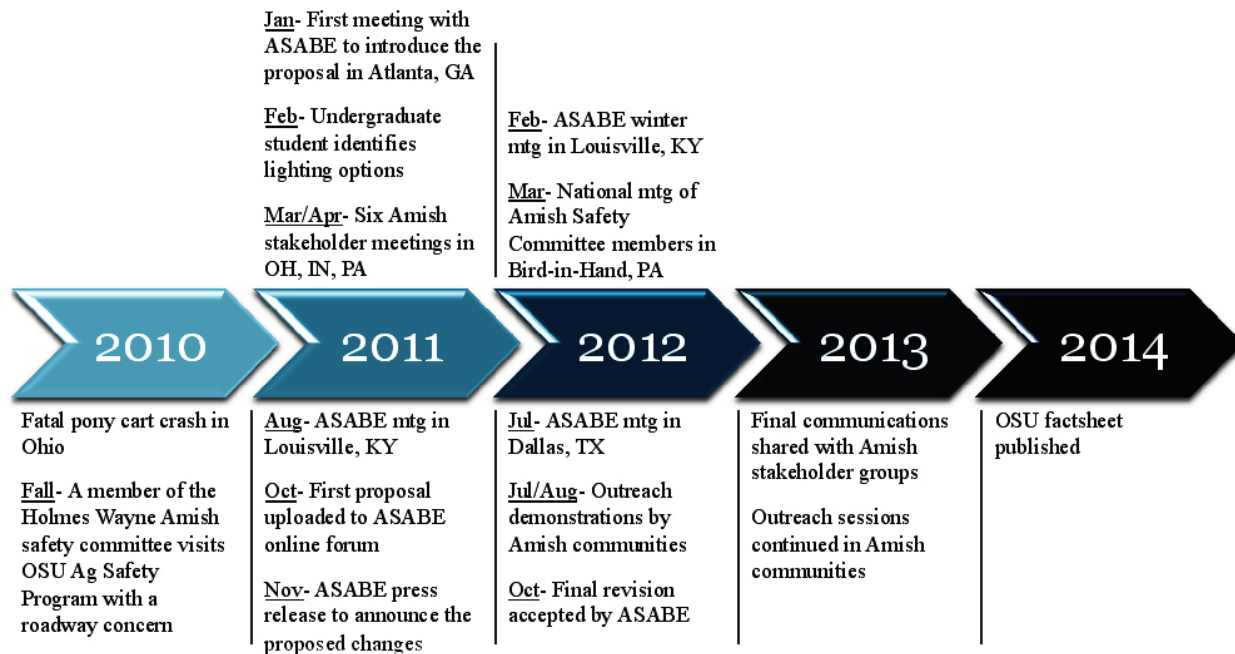 Jan- First meeting with
ASABE to introduce the
proposal in Atlanta, GA
Feb- Undergraduate
student identifies
lighting options
Mar/Apr- Six Amish
stakeholder meetings in
OH, IN, PA
Feb- ASABE winter
mtg in Louisville, KY
Mar- National mtg of
Amish Safety
Committee members in
Bird-in-Hand, PA
2010
2011
2012
2013
2014
Fatal pony cart crash in
Ohio
Fall- A member of the
Holmes Wayne Amish
safety committee visits
OSU Ag Safety
Program with a
roadway concern
Aug- ASABE mtg in
Louisville, KY
Oct- First proposal
uploaded to ASABE
online forum
Nov- ASABE press
release to announce the
proposed changes
Jul- ASABE mtg in
Dallas, TX
Jul/Aug- Outreach
demonstrations by
Amish communities
Oct- Final revision
accepted by ASABE
Final communications
shared with Amish
stakeholder groups
Outreach sessions
continued in Amish
communities
OSU factsheet
published